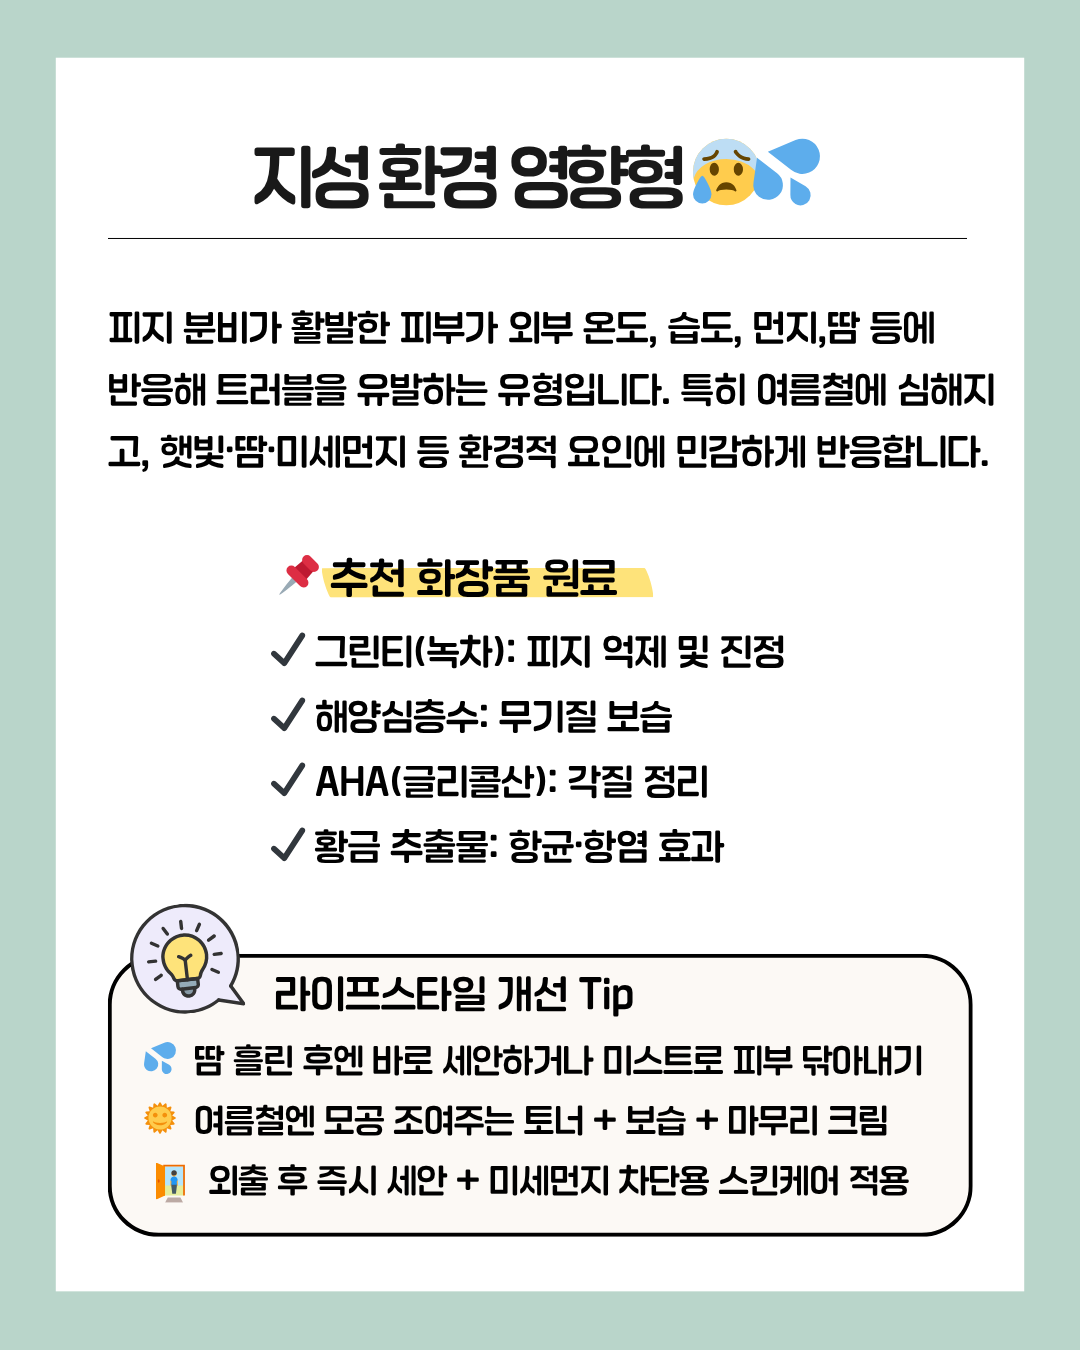 지성 환경 영향형
피지 분비가 활발한 피부가 외부 온도, 습도, 먼지,땀 등에
반응해 트러블을 유발하는 유형입니다. 특히 여름철에 심해지
고, 햇빛·땀·미세먼지 등 환경적 요인에 민감하게 반응합니다.
추천 화장품 원료
그린티(녹차): 피지 억제 및 진정
해양심층수: 무기질 보습
AHA(글리콜산): 각질 정리
황금 추출물: 항균·항염 효과
라이프스타일 개선 Tip
땀 흘린 후엔 바로 세안하거나 미스트로 피부 닦아내기
여름철엔 모공 조여주는 토너 + 보습 + 마무리 크림
외출 후 즉시 세안 + 미세먼지 차단용 스킨케어 적용